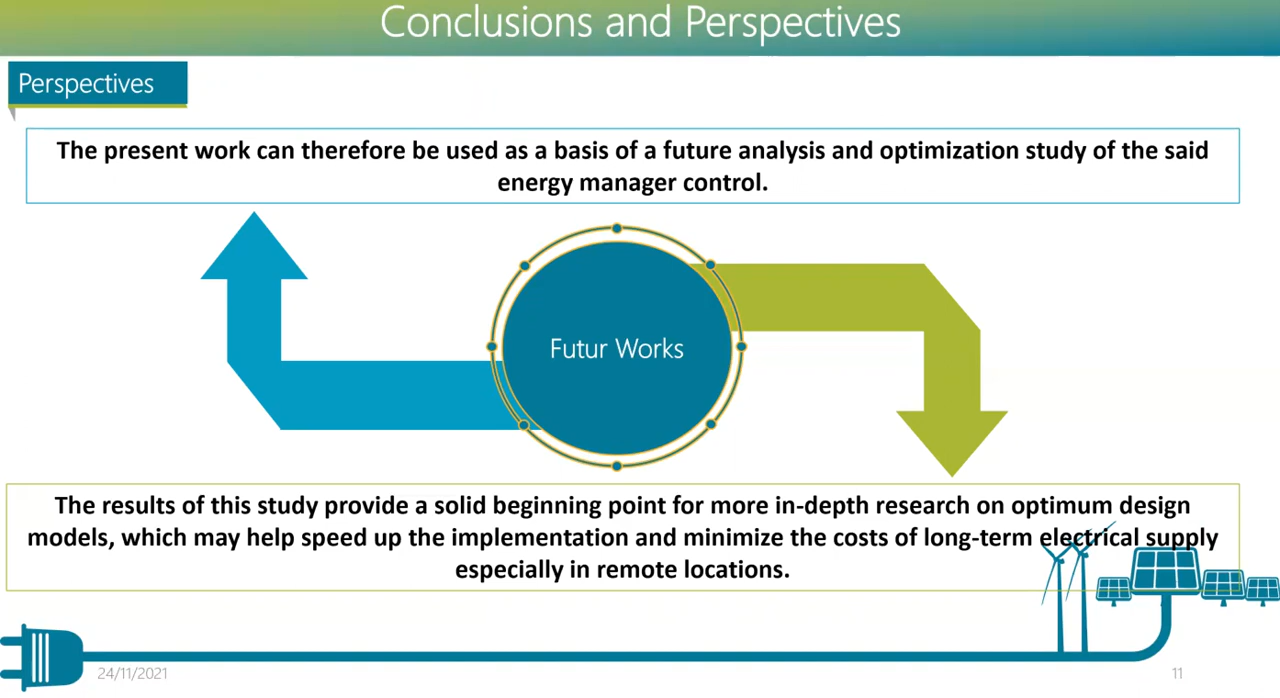 Conclusions and Perspectives
Perspectives
The present work can therefore be used as a basis of a future analysis and optimization study of the said
energy manager control.
Futur Works
The results of this study provide a solid beginning point for more in-depth research on optimum design
models, which may help speed up the implementation and minimize the costs of long-term electrical supply
especially in remote locations.
24/11/2021
11